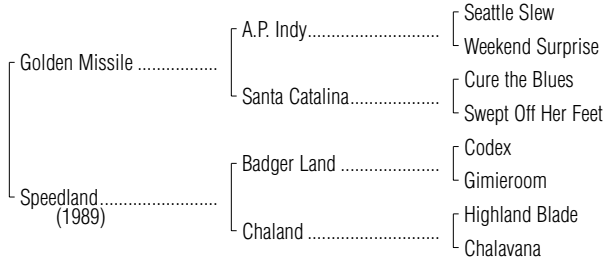 Seattle Slew
A.P. Indy
Weekend Surprise
Golden Missile
Cure the Blues
Santa Catalina
Swept Off Her Feet
Codex
Badger Land
Gimieroom
Speedland
(1989)
Highland Blade
Chaland
Chalavana